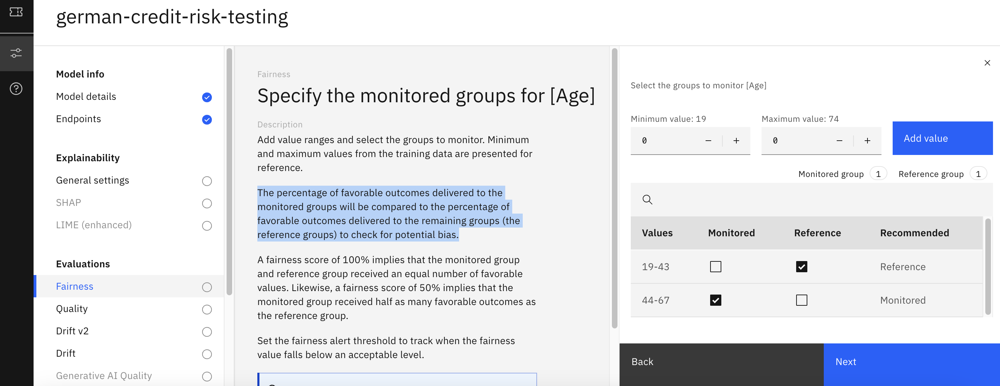 german-credit-risk-testing
Model info
Model details
Endpoints
Explainability
General settings
SHAP
LIME (enhanced)
Evaluations
Fairness
Quality
Drift v2
Drift
Generative AI Quality
Fairness
Specify the monitored groups for [Age]
Description
Add value ranges and select the groups to monitor. Minimum
and maximum values from the training data are presented for
reference.
The percentage of favorable outcomes delivered to the
monitored groups will be compared to the percentage of
favorable outcomes delivered to the remaining groups (the
reference groups) to check for potential bias.
A fairness score of 100% implies that the monitored group
and reference group received an equal number of favorable
values. Likewise, a fairness score of 50% implies that the
monitored group received half as many favorable outcomes as
the reference group.
Set the fairness alert threshold to track when the fairness
value falls below an acceptable level.
Select the groups to monitor [Age]
Minimum value: 19 Maximum value: 74
0 − + 0 − + Add value
Monitored group 1 Reference group 1
Values Monitored Reference Recommended
19-43 Reference
44-67 Monitored
Back Next